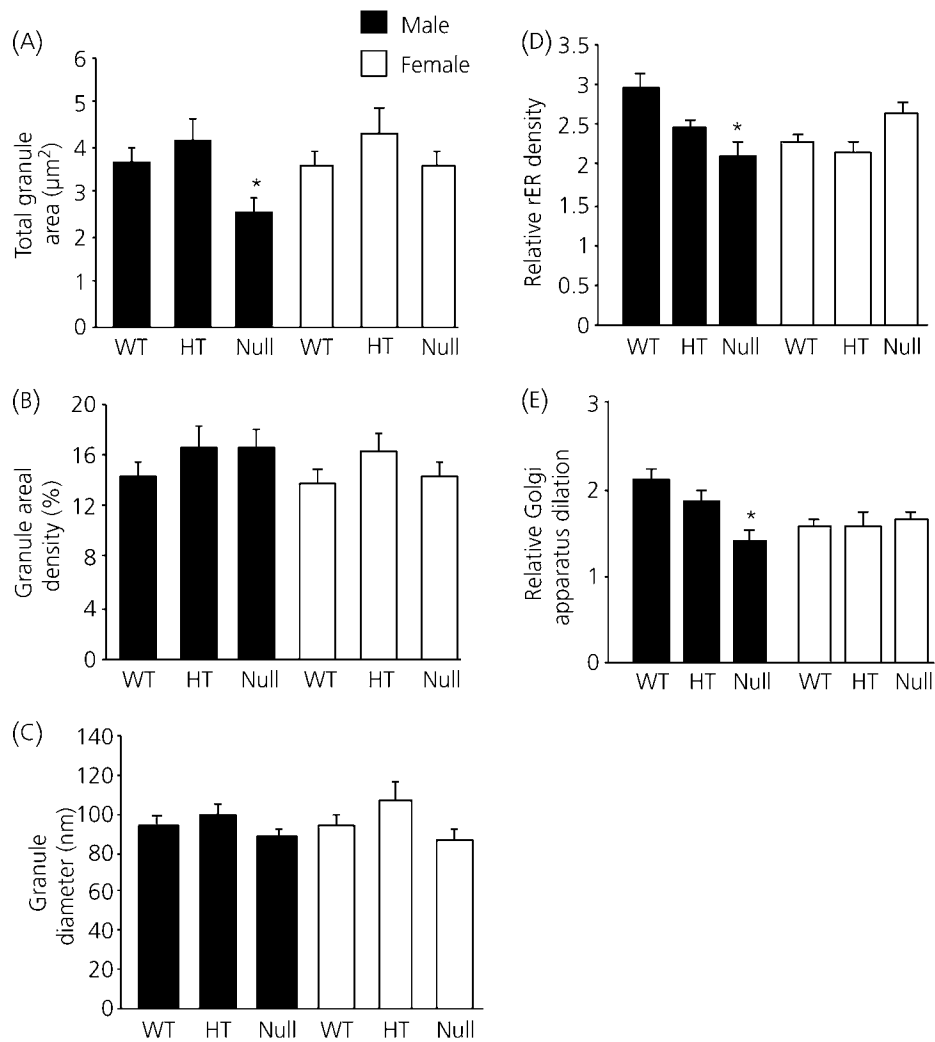 Male
Female
(A)
Total granule
area (µm²)
6
5
4
3
2
1
0
*
WT HT Null WT HT Null
(B)
Granule areal
density (%)
20
16
12
8
4
0
WT HT Null WT HT Null
(C)
Granule
diameter (nm)
140
120
100
80
60
40
20
0
WT HT Null WT HT Null
(D)
Relative rER density
3.5
3
2.5
2
1.5
1
0.5
0
*
WT HT Null WT HT Null
(E)
Relative Golgi
apparatus dilation
3
2
1
0
*
WT HT Null WT HT Null